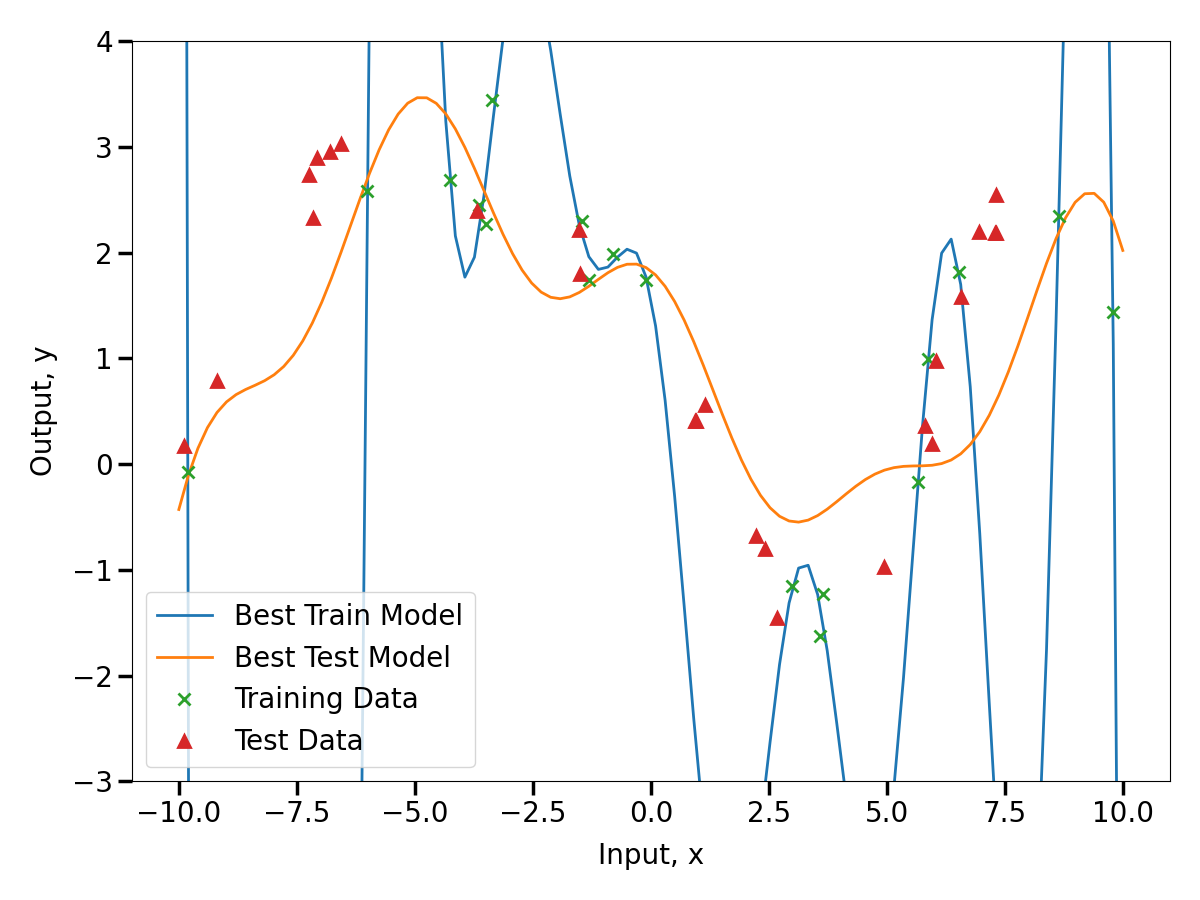 4
3
2
1
0
−1
−2
−3
Output, y
Best Train Model
Best Test Model
Training Data
Test Data
−10.0 −7.5 −5.0 −2.5 0.0 2.5 5.0 7.5 10.0
Input, x